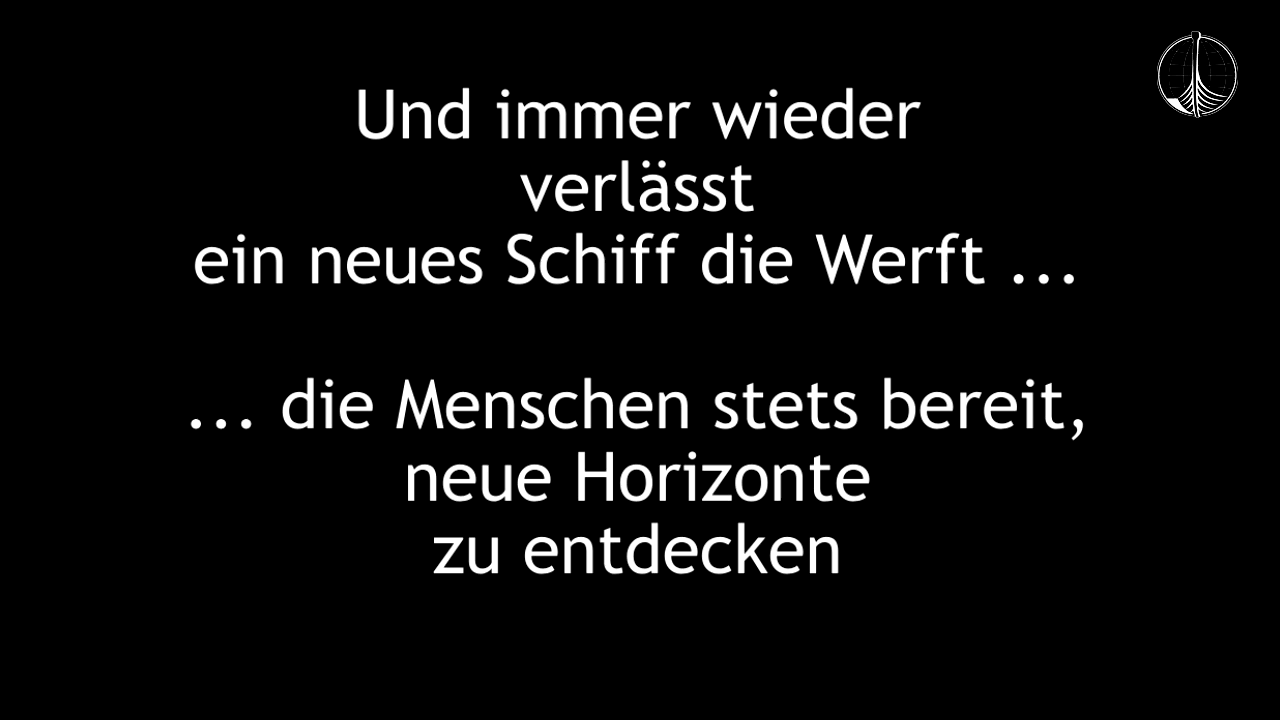 Und immer wieder
verlässt
ein neues Schiff die Werft ...
... die Menschen stets bereit,
neue Horizonte
zu entdecken